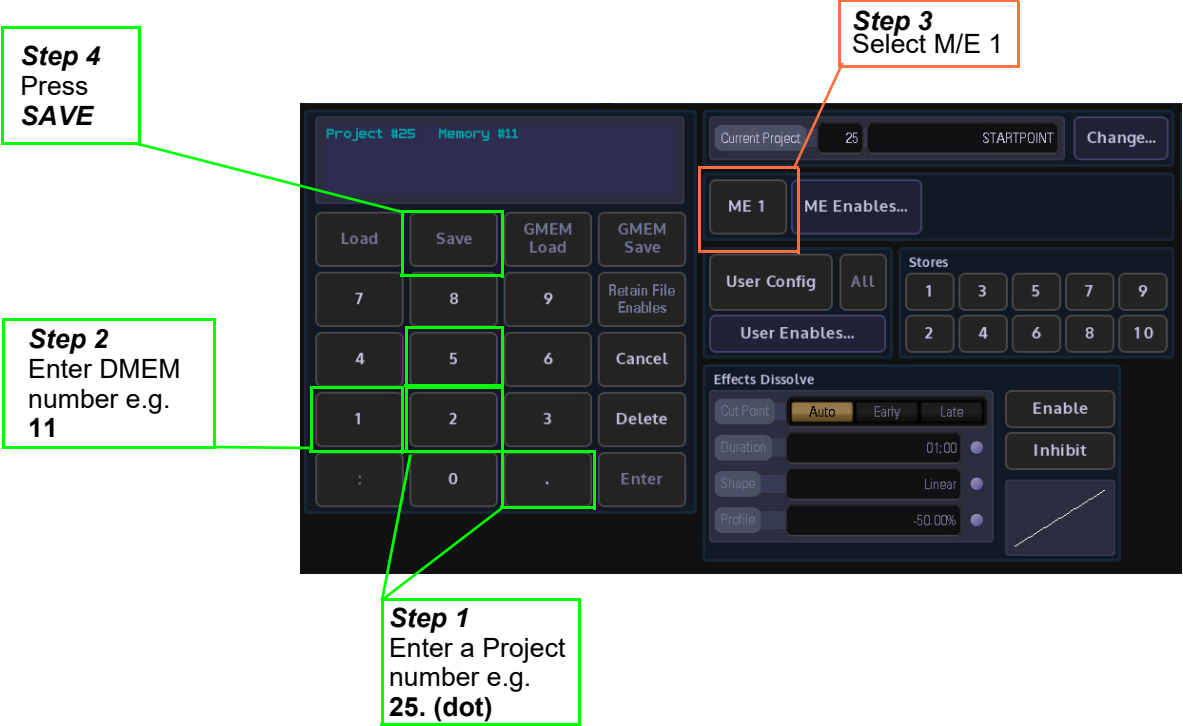 Step 3
Select M/E 1
Step 4
Press
SAVE
Project #25 Memory #11
Current Project 25 STARTPOINT Change...
ME 1 ME Enables...
Load Save GMEM Load GMEM Save
7 8 9 Retain File Enables
4 5 6 Cancel
1 2 3 Delete
: 0 . Enter
User Config All
User Enables...
Stores
1 3 5 7 9
2 4 6 8 10
Effects Dissolve
Cut Point Auto Early Late
Duration 01:00
Shape Linear
Profile -50.00%
Enable
Inhibit
Step 2
Enter DMEM
number e.g.
11
Step 1
Enter a Project
number e.g.
25. (dot)